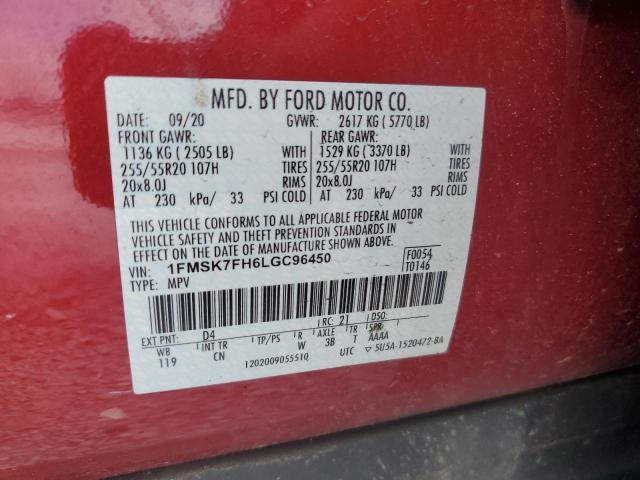 MFD. BY FORD MOTOR CO.
DATE: 09/20 GVWR: 2617 KG (5770 LB)
FRONT GAWR: REAR GAWR:
1136 KG (2505 LB) WITH 1529 KG (3370 LB) WITH
255/55R20 107H TIRES 255/55R20 107H TIRES
20x8.0J RIMS 20x8.0J RIMS
AT 230 kPa/ 33 PSI COLD AT 230 kPa/ 33 PSI COLD
THIS VEHICLE CONFORMS TO ALL APPLICABLE FEDERAL MOTOR
VEHICLE SAFETY AND THEFT PREVENTION STANDARDS IN EFFECT
ON THE DATE OF MANUFACTURE SHOWN ABOVE.
VIN: 1FMSK7FH6LGC96450 F0054
TYPE: MPV T0146
EXT PNT: D4 RC: 21 DSO:
WB INT TR TP/PS R AXLE TR SPR
119 CN W 3B T AAAA
12020090555510 UTC ▽ 5U5A-1520472-BA